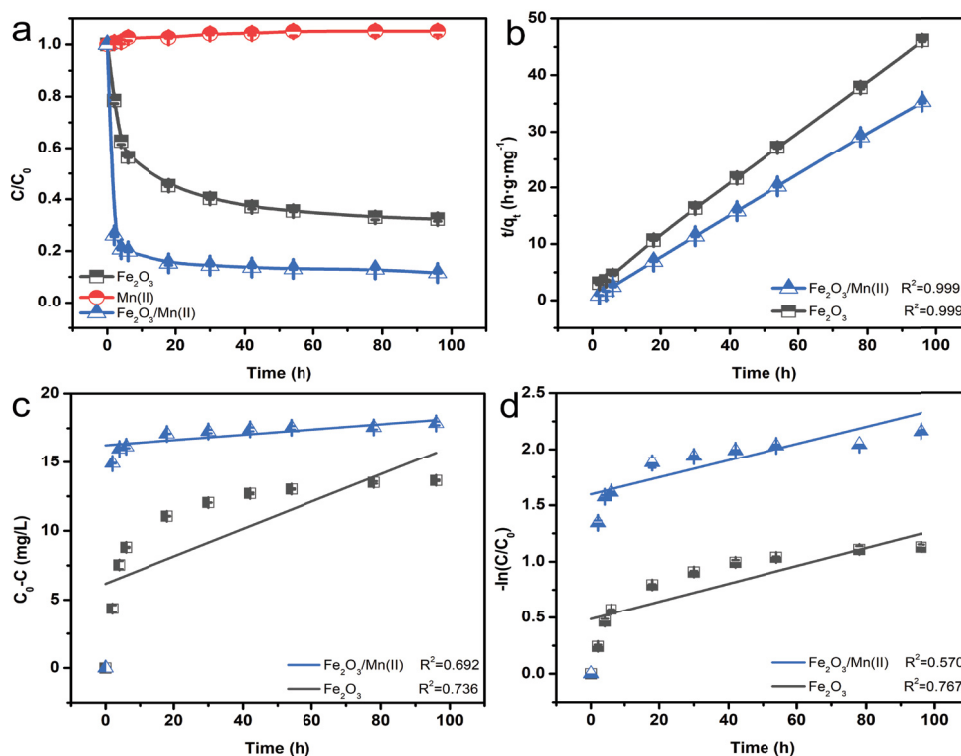 a
1.0
0.8
0.6
0.4
0.2
0.0
C/C₀
Fe₂O₃
Mn(II)
Fe₂O₃/Mn(II)
0 20 40 60 80 100
Time (h)
b
50
40
30
20
10
0
t/qₜ (h·g·mg⁻¹)
Fe₂O₃/Mn(II) R²=0.999
Fe₂O₃ R²=0.999
0 20 40 60 80 100
Time (h)
c
20
15
10
5
0
C₀-C (mg/L)
Fe₂O₃/Mn(II) R²=0.692
Fe₂O₃ R²=0.736
0 20 40 60 80 100
Time (h)
d
2.5
2.0
1.5
1.0
0.5
0.0
-ln(C/C₀)
Fe₂O₃/Mn(II) R²=0.570
Fe₂O₃ R²=0.767
0 20 40 60 80 100
Time (h)